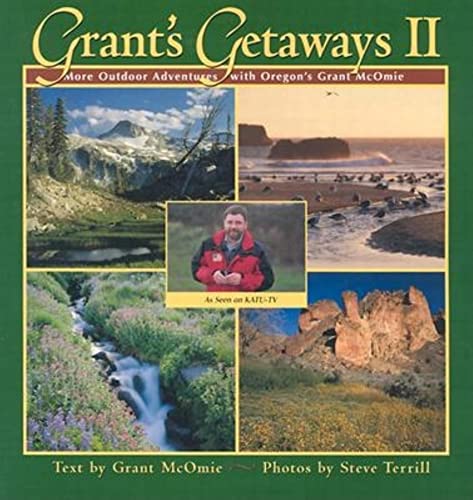 Grant's Getaways II
More Outdoor Adventures with Oregon's Grant McOmie
As Seen on KATU-TV
Text by Grant McOmie ~ Photos by Steve Terrill